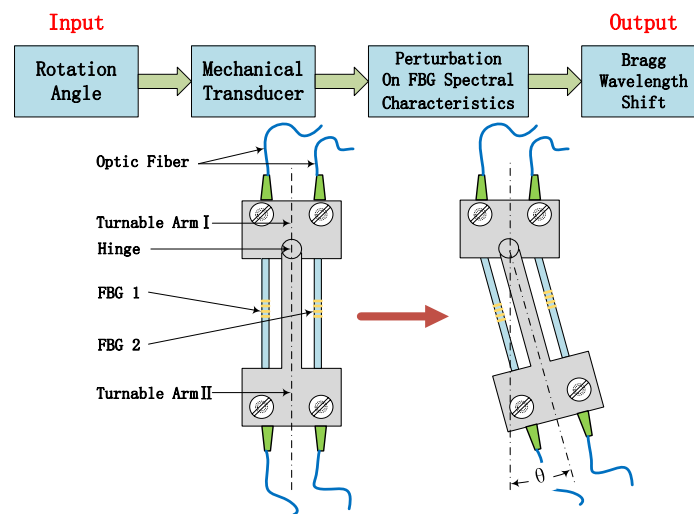 Input
Output
Rotation
Angle
Mechanical
Transducer
Perturbation
On FBG Spectral
Characteristics
Bragg
Wavelength
Shift
Optic Fiber
Turnable Arm Ⅰ
Hinge
FBG 1
FBG 2
Turnable Arm Ⅱ
θ